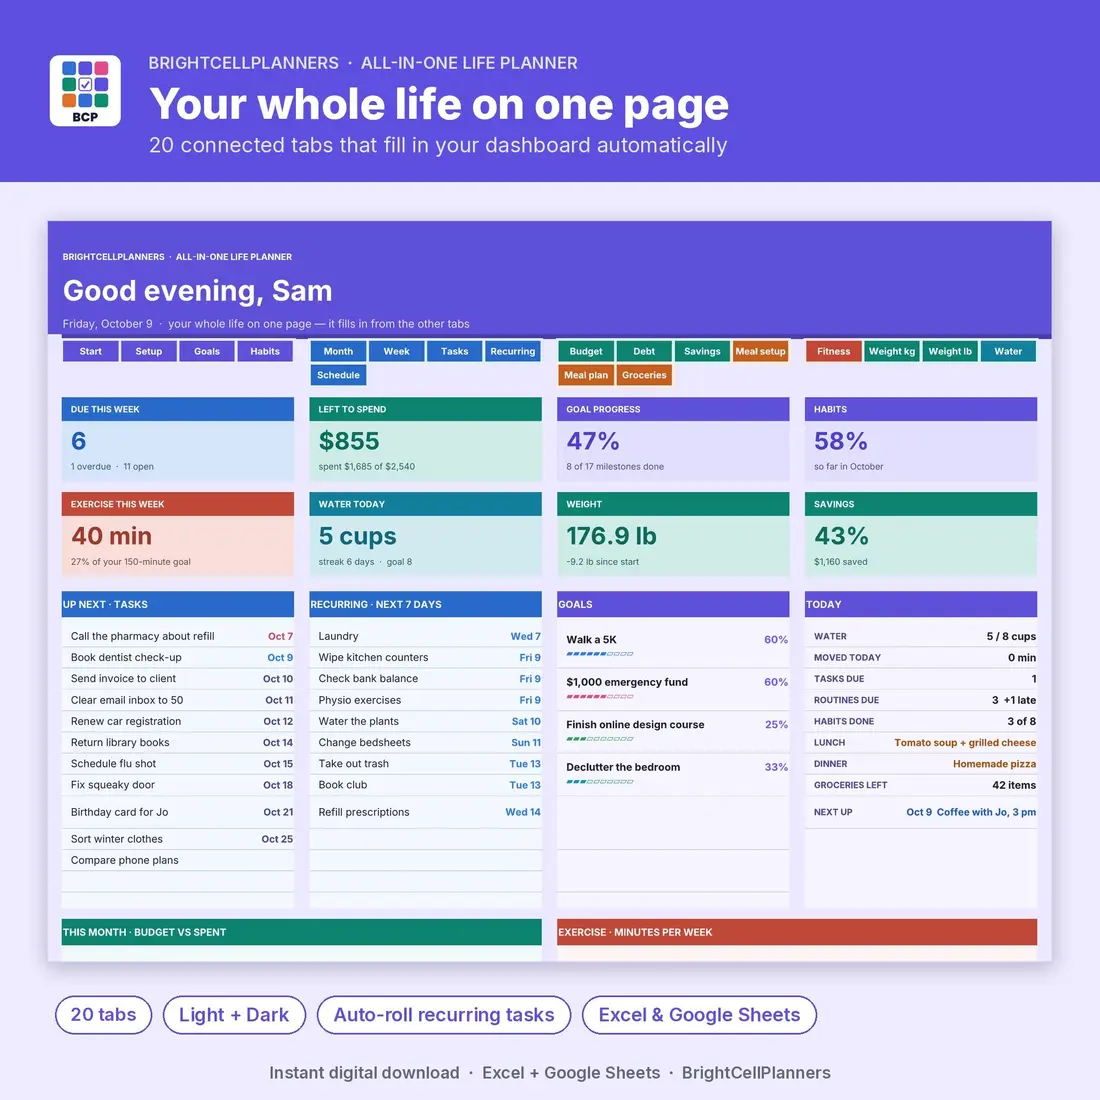 BCP
BRIGHTCELLPLANNERS · ALL-IN-ONE LIFE PLANNER
Your whole life on one page
20 connected tabs that fill in your dashboard automatically
BRIGHTCELLPLANNERS · ALL-IN-ONE LIFE PLANNER
Good evening, Sam
Friday, October 9 · your whole life on one page — it fills in from the other tabs
Start Setup Goals Habits
Month Week Tasks Recurring
Schedule
Budget Debt Savings Meal setup
Meal plan Groceries
Fitness Weight kg Weight lb Water
DUE THIS WEEK
6
1 overdue · 11 open
LEFT TO SPEND
$855
spent $1,685 of $2,540
GOAL PROGRESS
47%
8 of 17 milestones done
HABITS
58%
so far in October
EXERCISE THIS WEEK
40 min
27% of your 150-minute goal
WATER TODAY
5 cups
streak 6 days · goal 8
WEIGHT
176.9 lb
-9.2 lb since start
SAVINGS
43%
$1,160 saved
UP NEXT · TASKS
Call the pharmacy about refill Oct 7
Book dentist check-up Oct 9
Send invoice to client Oct 10
Clear email inbox to 50 Oct 11
Renew car registration Oct 12
Return library books Oct 14
Schedule flu shot Oct 15
Fix squeaky door Oct 18
Birthday card for Jo Oct 21
Sort winter clothes Oct 25
Compare phone plans
RECURRING · NEXT 7 DAYS
Laundry Wed 7
Wipe kitchen counters Fri 9
Check bank balance Fri 9
Physio exercises Fri 9
Water the plants Sat 10
Change bedsheets Sun 11
Take out trash Tue 13
Book club Tue 13
Refill prescriptions Wed 14
GOALS
Walk a 5K 60%
$1,000 emergency fund 60%
Finish online design course 25%
Declutter the bedroom 33%
TODAY
WATER 5 / 8 cups
MOVED TODAY 0 min
TASKS DUE 1
ROUTINES DUE 3 +1 late
HABITS DONE 3 of 8
LUNCH Tomato soup + grilled cheese
DINNER Homemade pizza
GROCERIES LEFT 42 items
NEXT UP Oct 9 Coffee with Jo, 3 pm
THIS MONTH · BUDGET VS SPENT
EXERCISE · MINUTES PER WEEK
20 tabs
Light + Dark
Auto-roll recurring tasks
Excel & Google Sheets
Instant digital download · Excel + Google Sheets · BrightCellPlanners